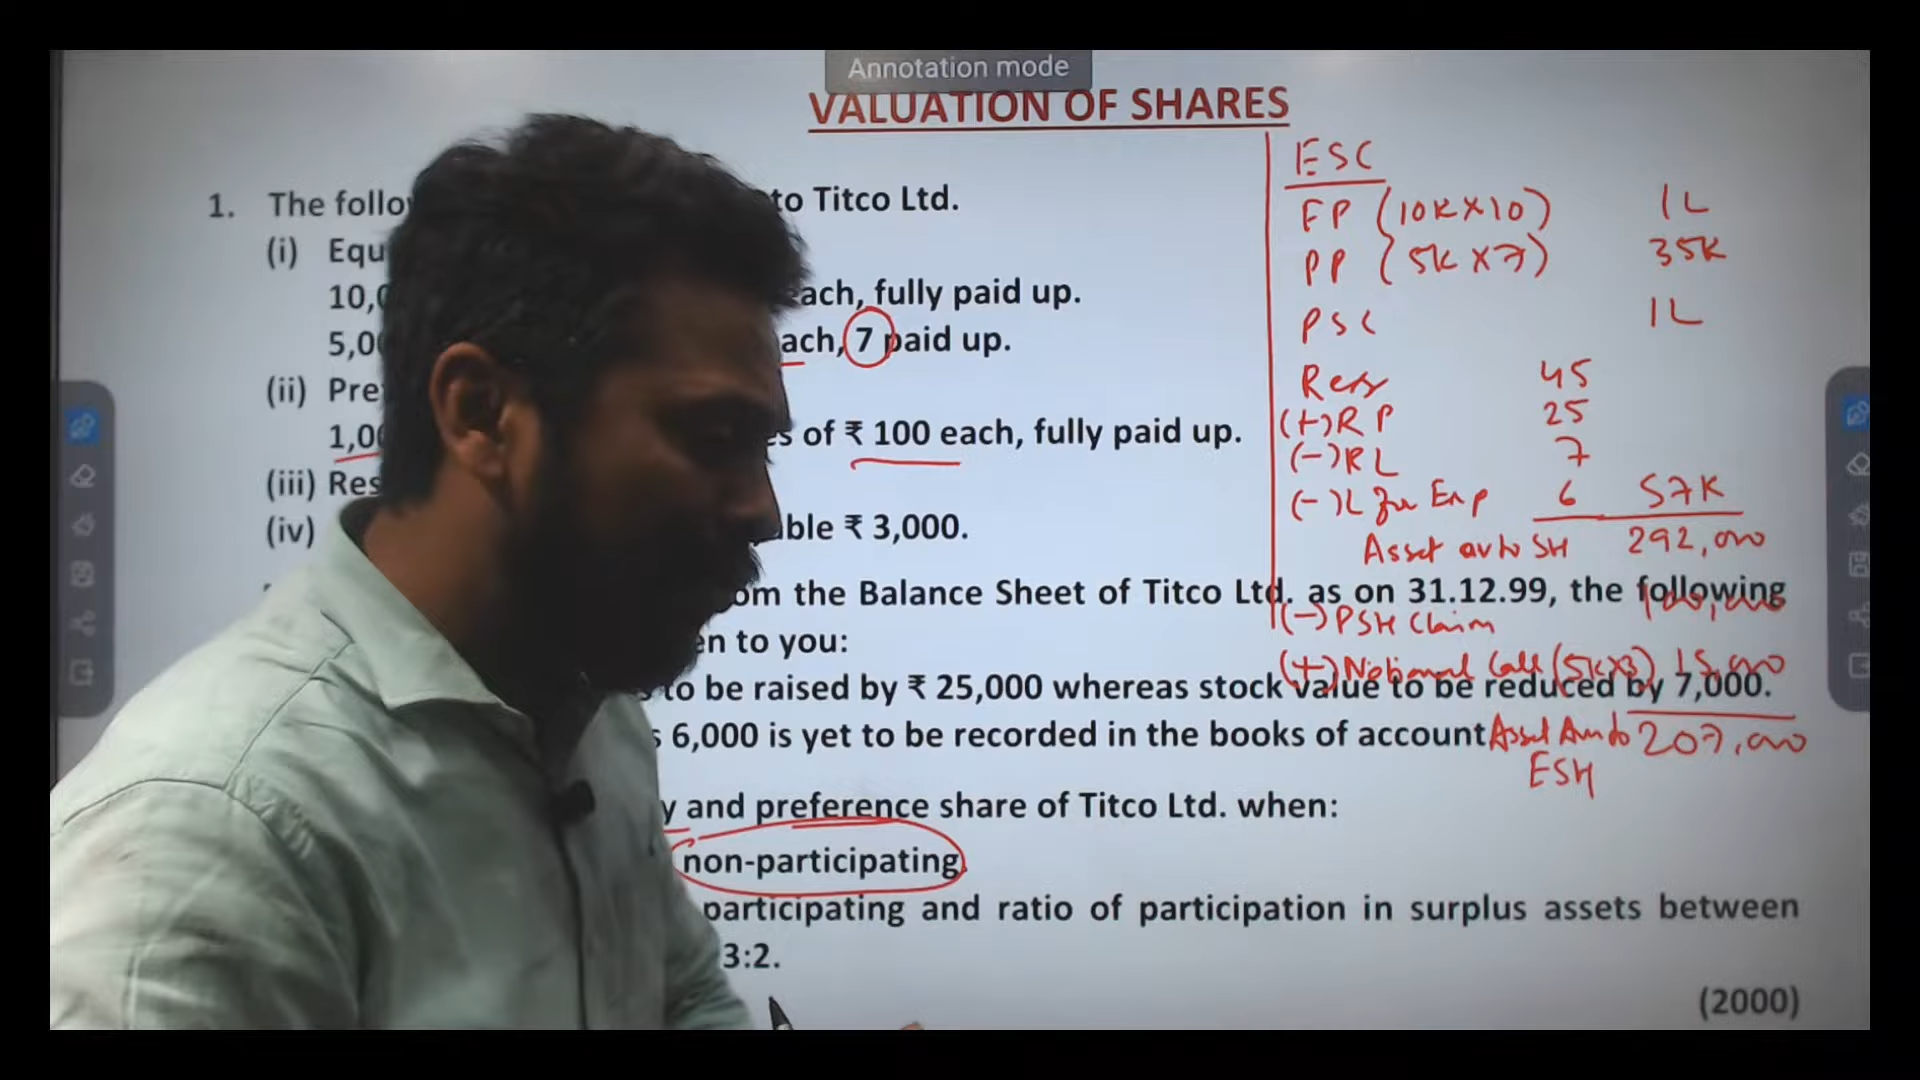 Annotation mode
VALUATION OF SHARES
1. The follo to Titco Ltd.
(i) Equ
10,0 each, fully paid up.
5,00 ach, 7 paid up.
(ii) Pre
1,00 s of ₹ 100 each, fully paid up.
(iii) Res
(iv) able ₹ 3,000.
om the Balance Sheet of Titco Ltd. as on 31.12.99, the following
en to you:
to be raised by ₹ 25,000 whereas stock value to be reduced by 7,000.
s 6,000 is yet to be recorded in the books of account
y and preference share of Titco Ltd. when:
non-participating
participating and ratio of participation in surplus assets between
3:2.
(2000)
ESC
FP (10K×10) 1L
PP (5K×7) 35K
PSC 1L
Res 45
(+) RP 25
(-) RL 7
(-) L for Exp 6 57K
Asset av to SH 292,000
(-) PSH Claim 100,000
(+) Notional Call (5K×3) 15,000
Asset Av to 207,000
ESH